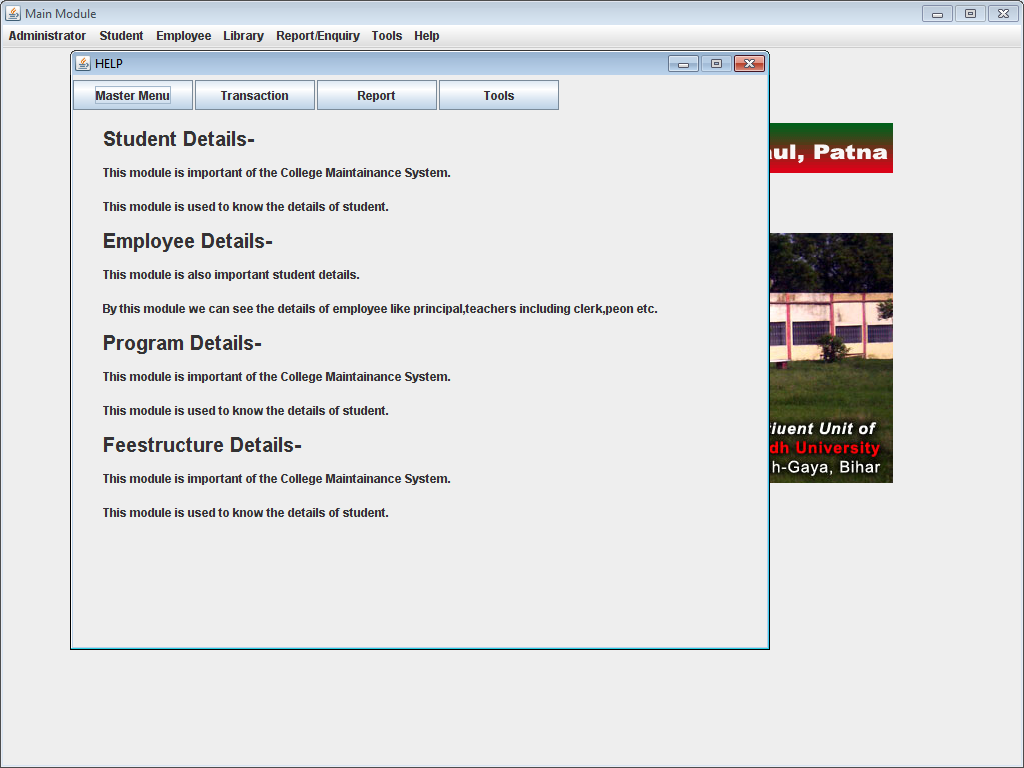 Main Module
Administrator Student Employee Library Report/Enquiry Tools Help
HELP
Master Menu Transaction Report Tools
Student Details-
This module is important of the College Maintainance System.
This module is used to know the details of student.
Employee Details-
This module is also important student details.
By this module we can see the details of employee like principal,teachers including clerk,peon etc.
Program Details-
This module is important of the College Maintainance System.
This module is used to know the details of student.
Feestructure Details-
This module is important of the College Maintainance System.
This module is used to know the details of student.
Patna
Unit of
University
h-Gaya, Bihar